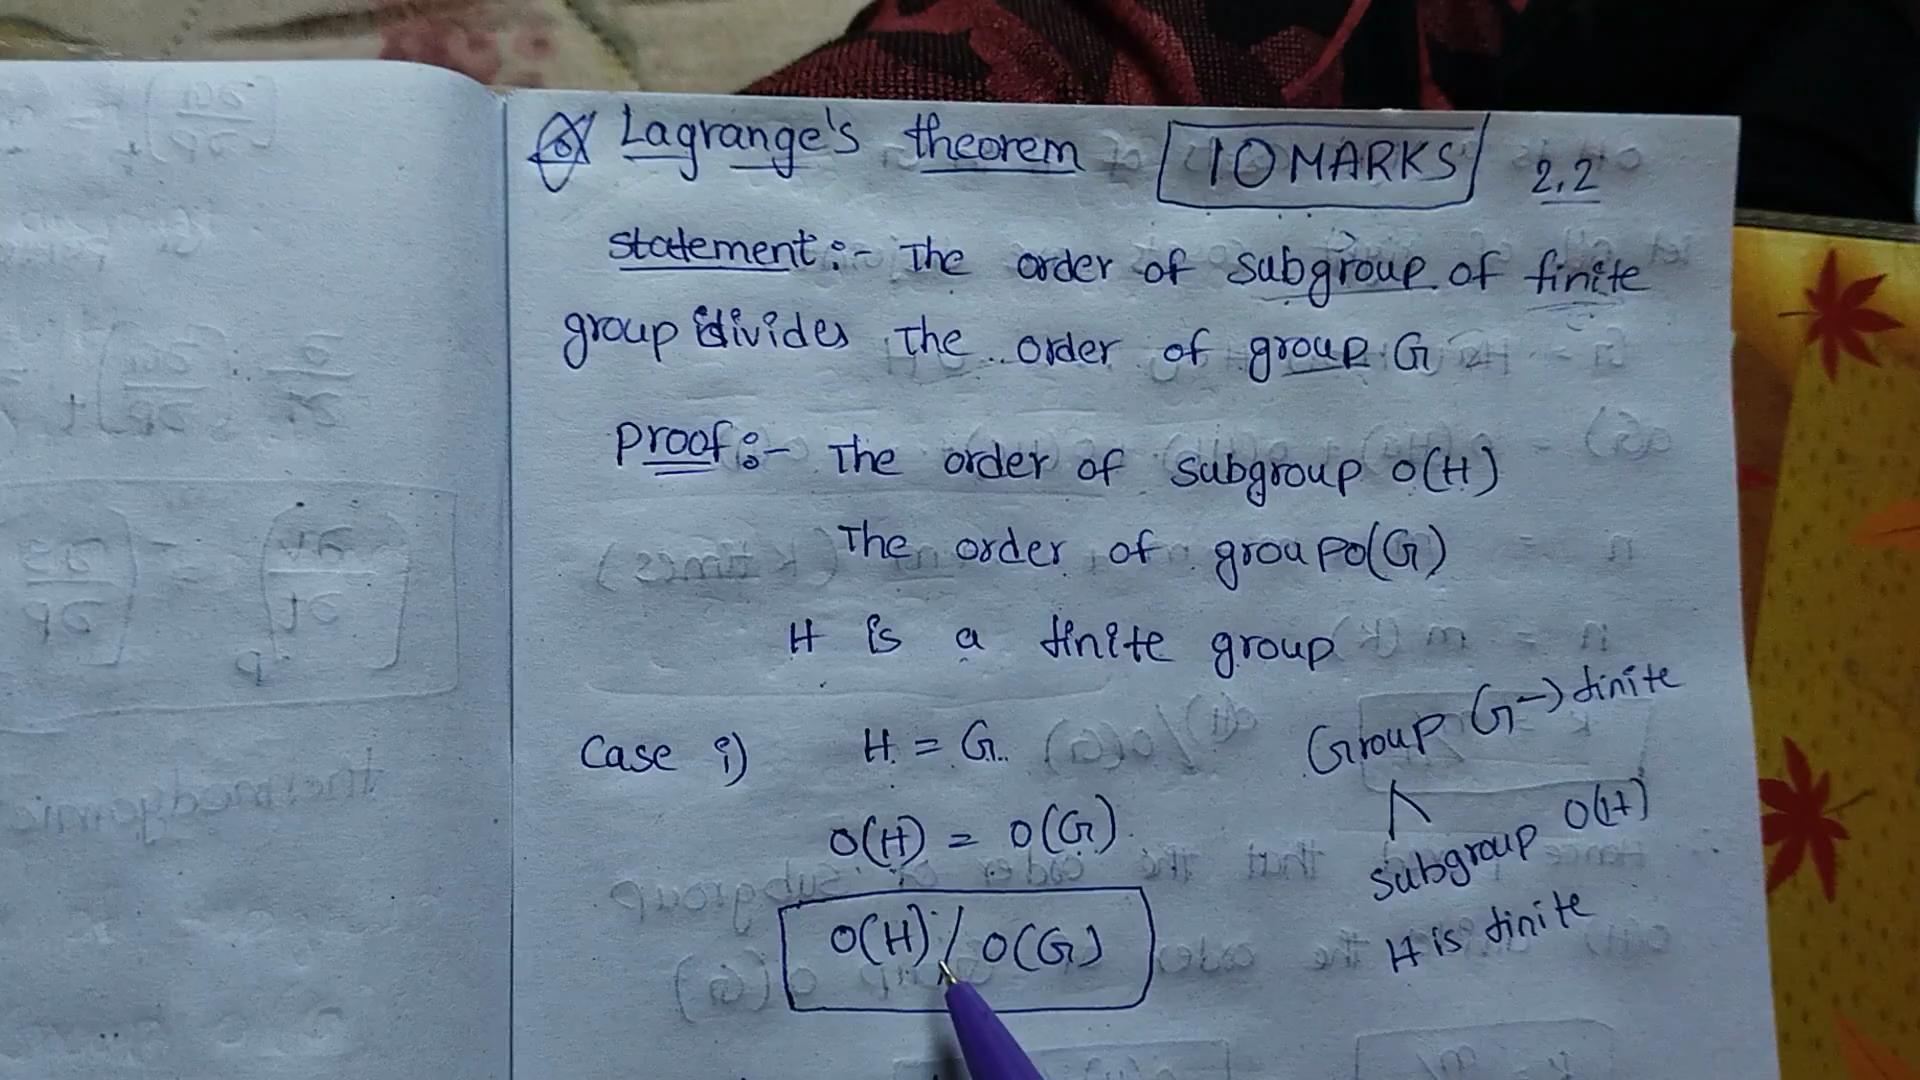 Lagrange's theorem 10 MARKS 2.2
statement:- The order of subgroup of finite
group divides The order of group G
Proof:- The order of subgroup O(H)
The order of group O(G)
H is a finite group
Case i) H = G
O(H) = O(G)
O(H) / O(G)
Group G → finite
subgroup O(H)
H is finite